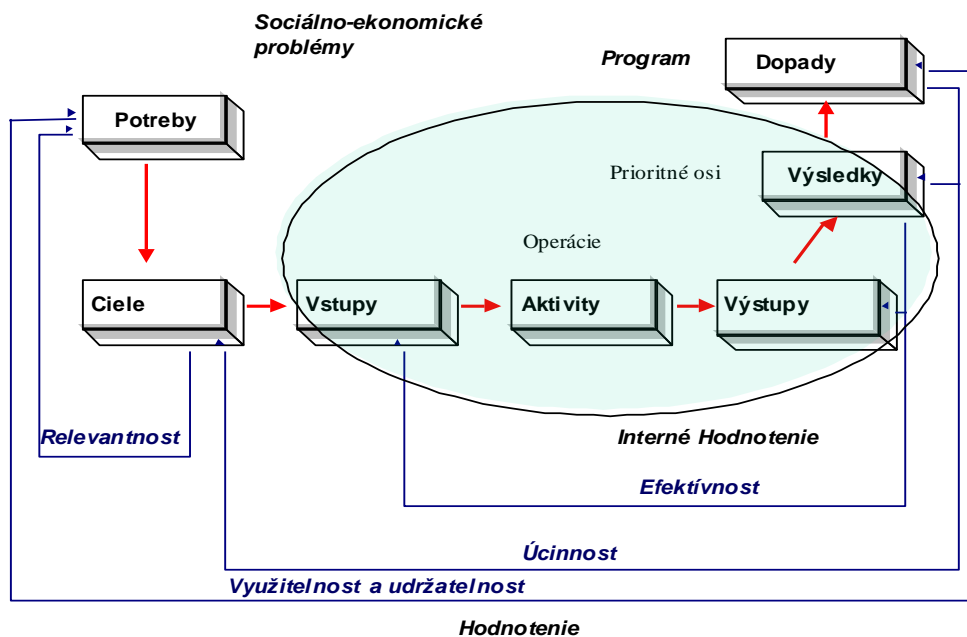 Sociálno-ekonomické
problémy
Program
Dopady
Potreby
Prioritné osi
Výsledky
Operácie
Ciele
Vstupy
Aktivity
Výstupy
Relevantnost
Interné Hodnotenie
Efektívnost
Úcinnost
Využitelnost a udržatelnost
Hodnotenie